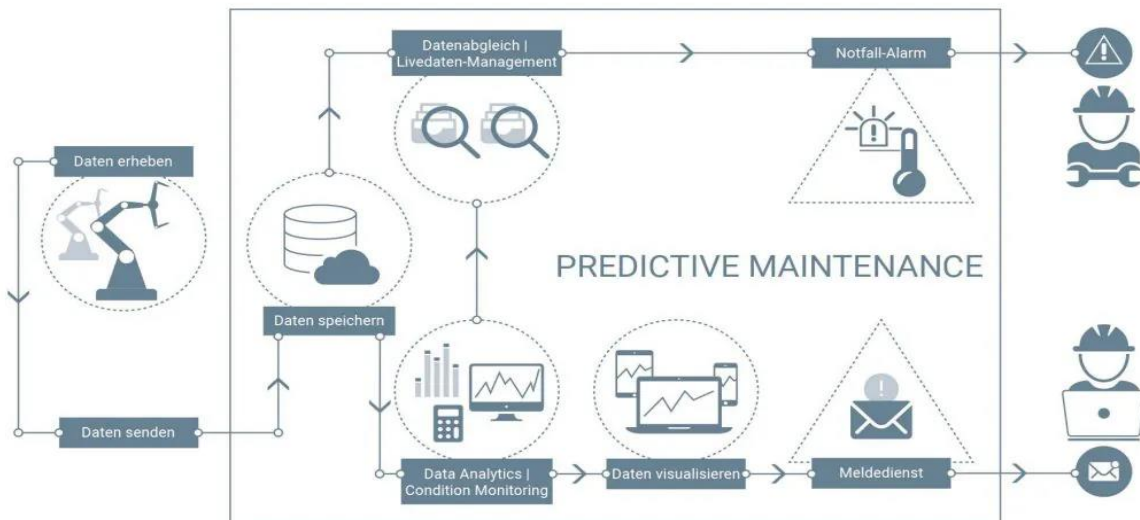 Datenabgleich |
Livedaten-Management
Notfall-Alarm
Daten erheben
PREDICTIVE MAINTENANCE
Daten speichern
Daten senden
Data Analytics |
Condition Monitoring
Daten visualisieren
Meldedienst